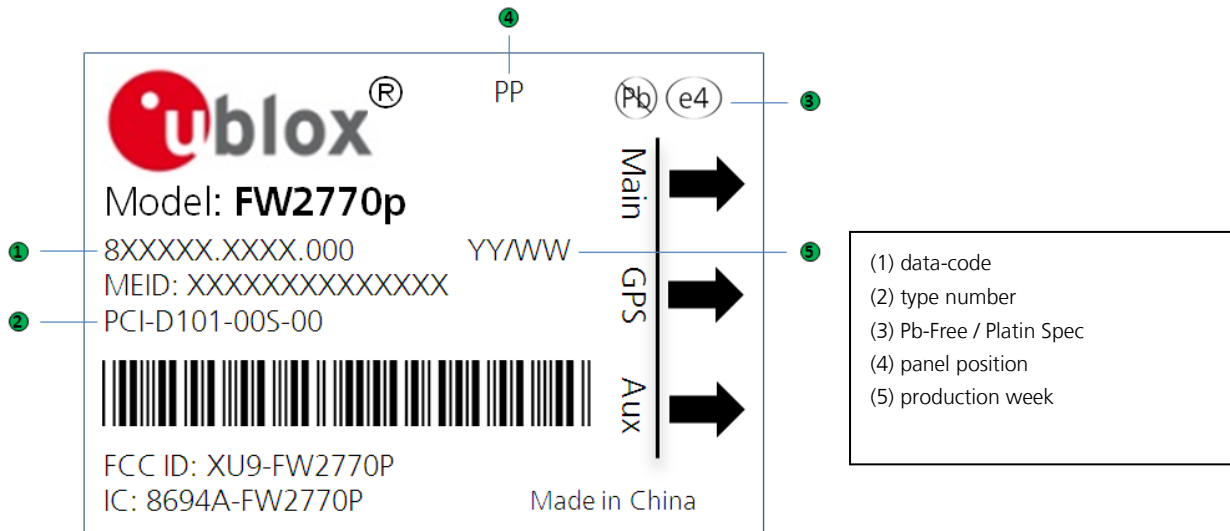 4
ublox ® PP Pb e4 3
Model: FW2770p
1 8XXXXX.XXXX.000 YY/WW 5
MEID: XXXXXXXXXXXXXX
2 PCI-D101-00S-00
FCC ID: XU9-FW2770P
IC: 8694A-FW2770P Made in China
Main
GPS
Aux
(1) data-code
(2) type number
(3) Pb-Free / Platin Spec
(4) panel position
(5) production week